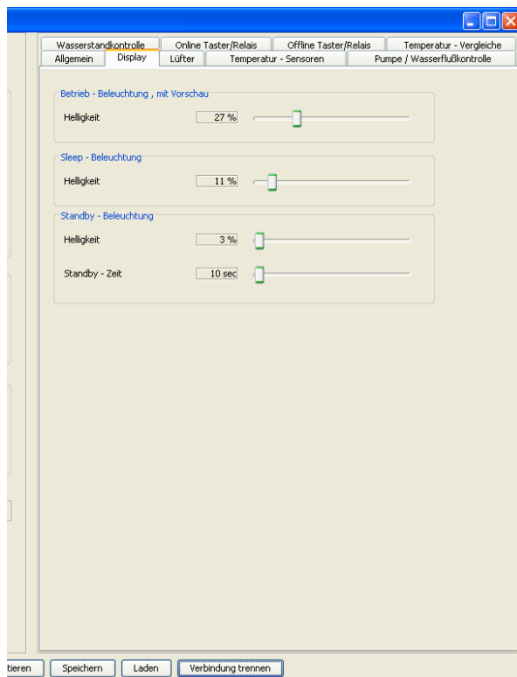 Wasserstandkontrolle Online Taster/Relais Offline Taster/Relais Temperatur - Vergleiche
Allgemein Display Lüfter Temperatur - Sensoren Pumpe / Wasserflußkontrolle
Betrieb - Beleuchtung , mit Vorschau
Helligkeit 27 %
Sleep - Beleuchtung
Helligkeit 11 %
Standby - Beleuchtung
Helligkeit 3 %
Standby - Zeit 10 sec
tieren Speichern Laden Verbindung trennen